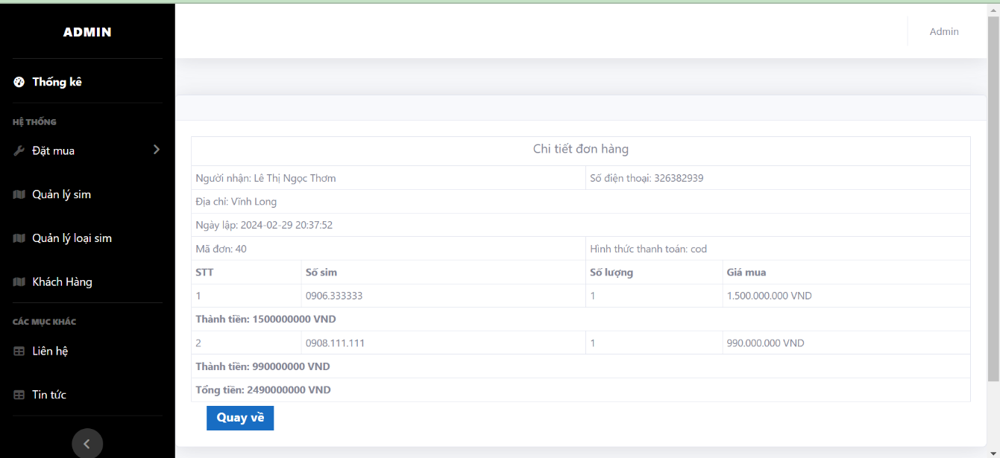 ADMIN
Admin
Thống kê
HỆ THỐNG
Đặt mua
Quản lý sim
Quản lý loại sim
Khách Hàng
CÁC MỤC KHÁC
Liên hệ
Tin tức
Chi tiết đơn hàng
Người nhận: Lê Thị Ngọc Thơm Số điện thoại: 326382939
Địa chỉ: Vĩnh Long
Ngày lập: 2024-02-29 20:37:52
Mã đơn: 40 Hình thức thanh toán: cod
STT Số sim Số lượng Giá mua
1 0906.333333 1 1.500.000.000 VND
Thành tiền: 1500000000 VND
2 0908.111.111 1 990.000.000 VND
Thành tiền: 990000000 VND
Tổng tiền: 2490000000 VND
Quay về